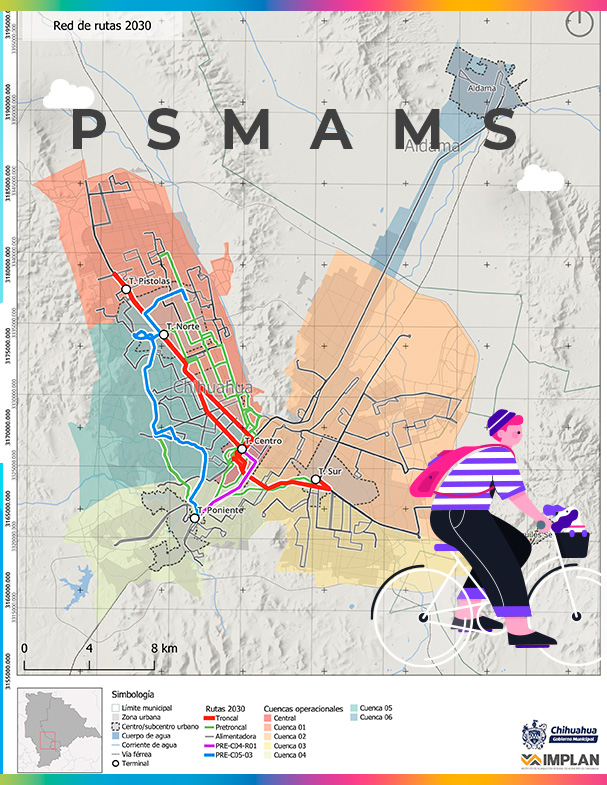 Red de rutas 2030
PSMAMS
Aldama
Aldama
T. Pistolas
T. Norte
Chihuahua
T. Centro
T. Sur
T. Poniente
0 4 8 km
3195000.000
3190000.000
3185000.000
3180000.000
3175000.000
3170000.000
3165000.000
3160000.000
3155000.000
Simbología
Límite municipal
Zona urbana
Centro/subcentro urbano
Cuerpo de agua
Corriente de agua
Vía férrea
Terminal
Rutas 2030
Troncal
Pretroncal
Alimentadora
PRE-C04-R01
PRE-C05-03
Cuencas operacionales
Central
Cuenca 01
Cuenca 02
Cuenca 03
Cuenca 04
Cuenca 05
Cuenca 06
Chihuahua
Gobierno Municipal
IMPLAN